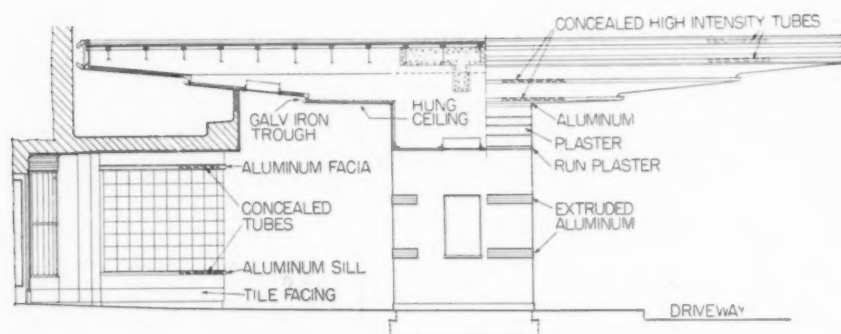 CONCEALED HIGH INTENSITY TUBES
GALV IRON
TROUGH
HUNG
CEILING
ALUMINUM
PLASTER
RUN PLASTER
ALUMINUM FACIA
CONCEALED
TUBES
EXTRUDED
ALUMINUM
ALUMINUM SILL
TILE FACING
DRIVEWAY